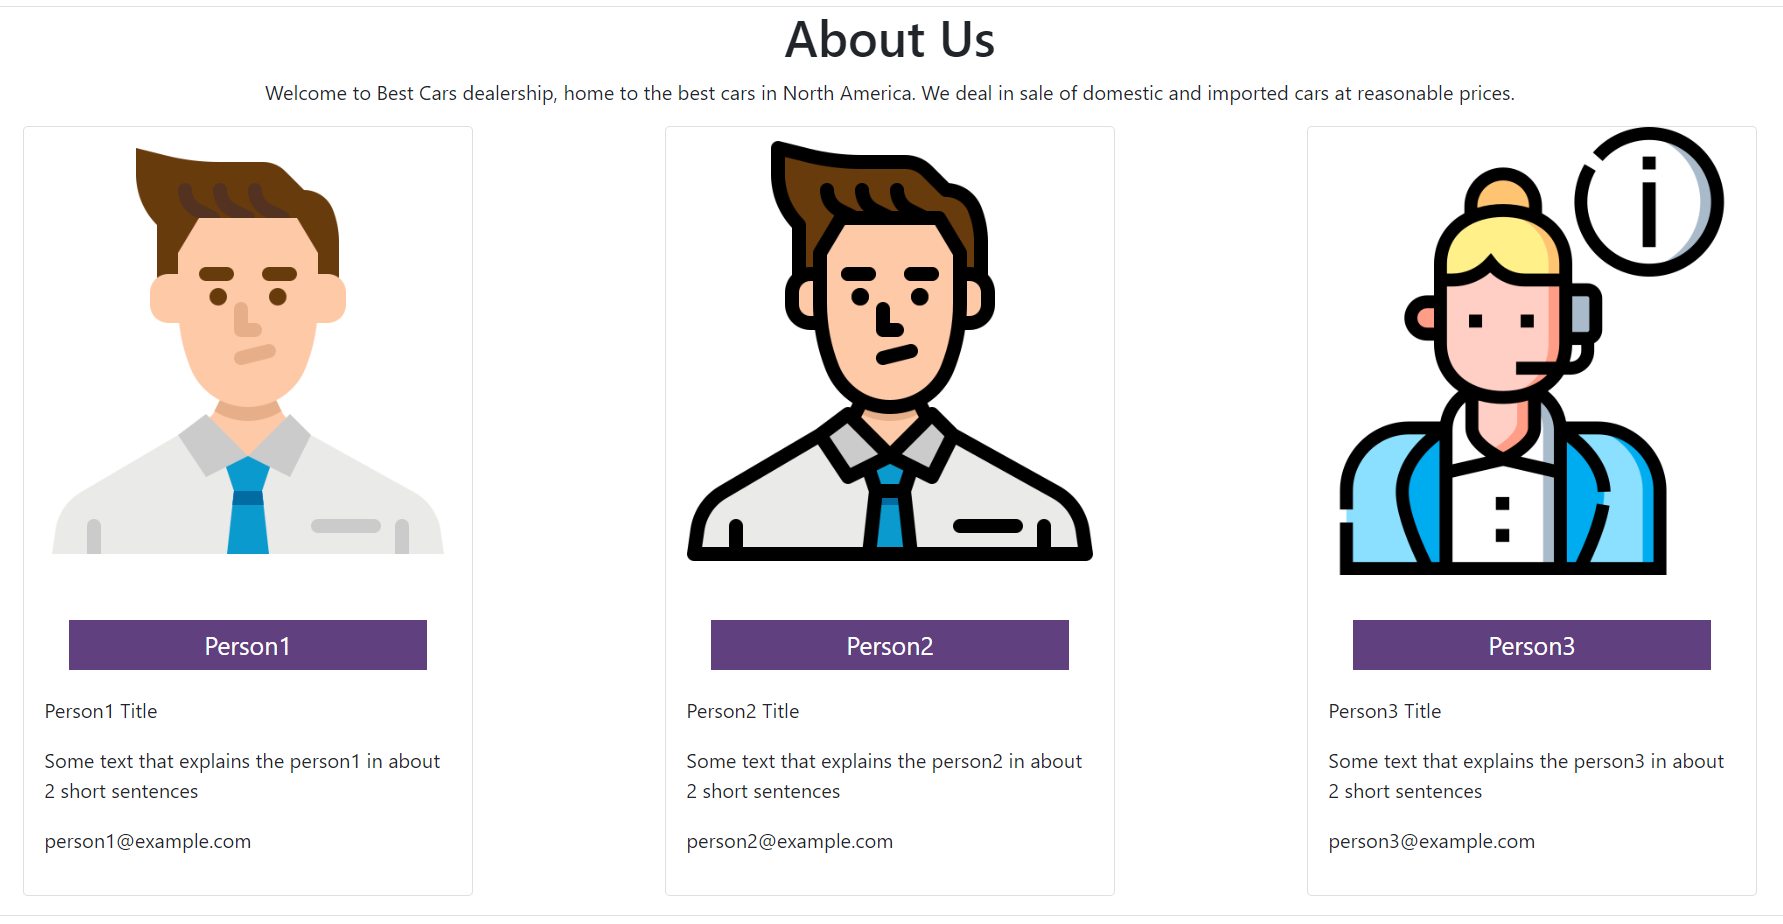 About Us
Welcome to Best Cars dealership, home to the best cars in North America. We deal in sale of domestic and imported cars at reasonable prices.
i
Person1
Person1 Title
Some text that explains the person1 in about
2 short sentences
person1@example.com
Person2
Person2 Title
Some text that explains the person2 in about
2 short sentences
person2@example.com
Person3
Person3 Title
Some text that explains the person3 in about
2 short sentences
person3@example.com